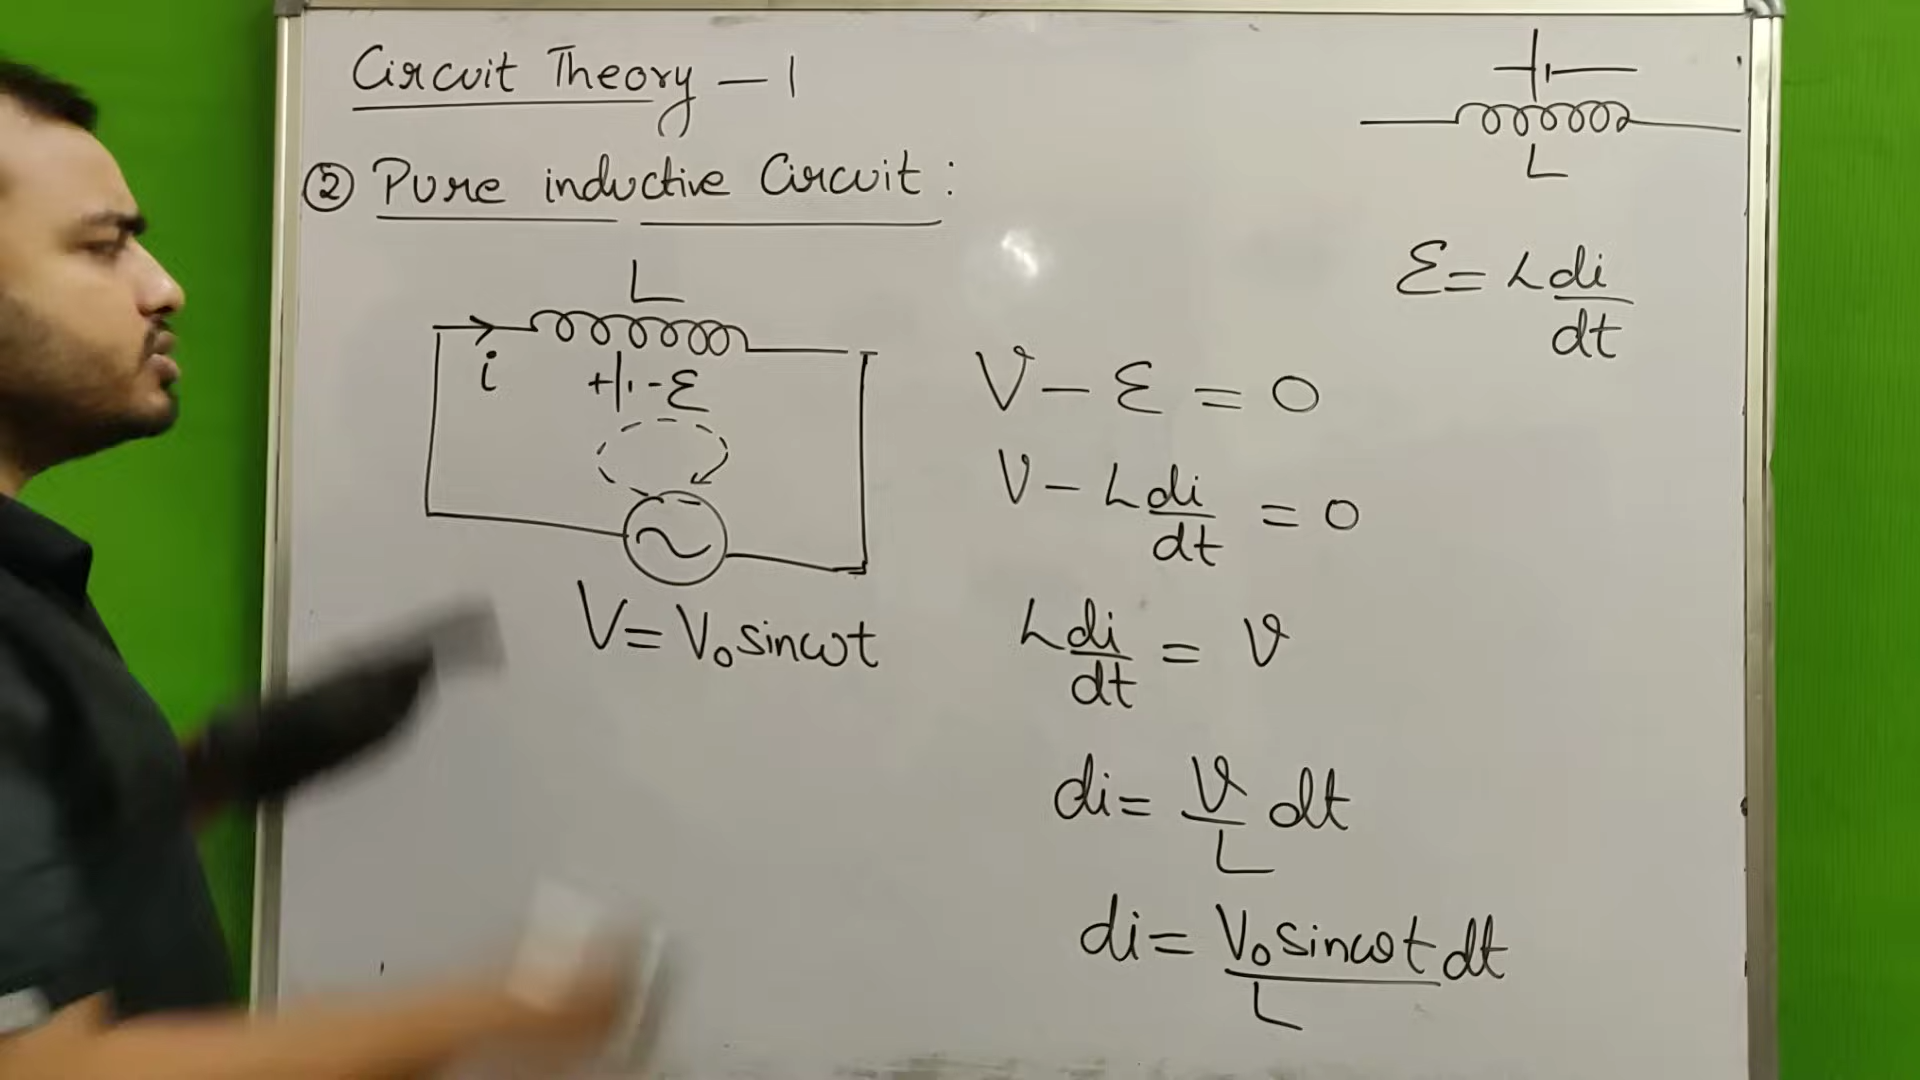 Circuit Theory - 1
② Pure inductive Circuit :
L
i
+ - ε
V = V₀ sinωt
L
ε = L di/dt
V - ε = 0
V - L di/dt = 0
L di/dt = V
di = V/L dt
di = V₀ sinωt/L dt